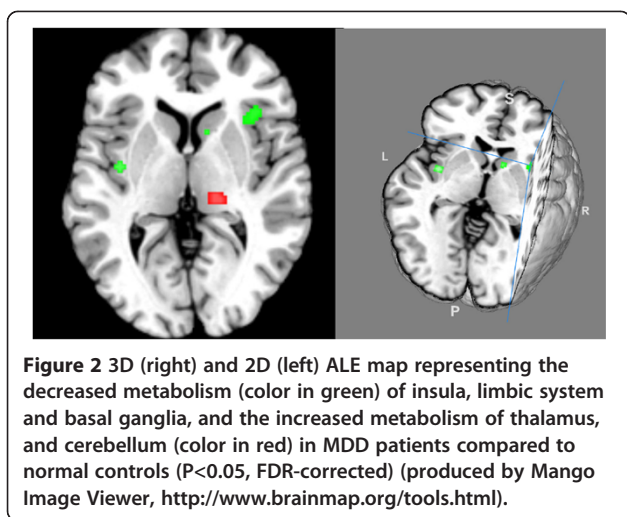 S
L
R
P
Figure 2 3D (right) and 2D (left) ALE map representing the
decreased metabolism (color in green) of insula, limbic system
and basal ganglia, and the increased metabolism of thalamus,
and cerebellum (color in red) in MDD patients compared to
normal controls (P<0.05, FDR-corrected) (produced by Mango
Image Viewer, http://www.brainmap.org/tools.html).